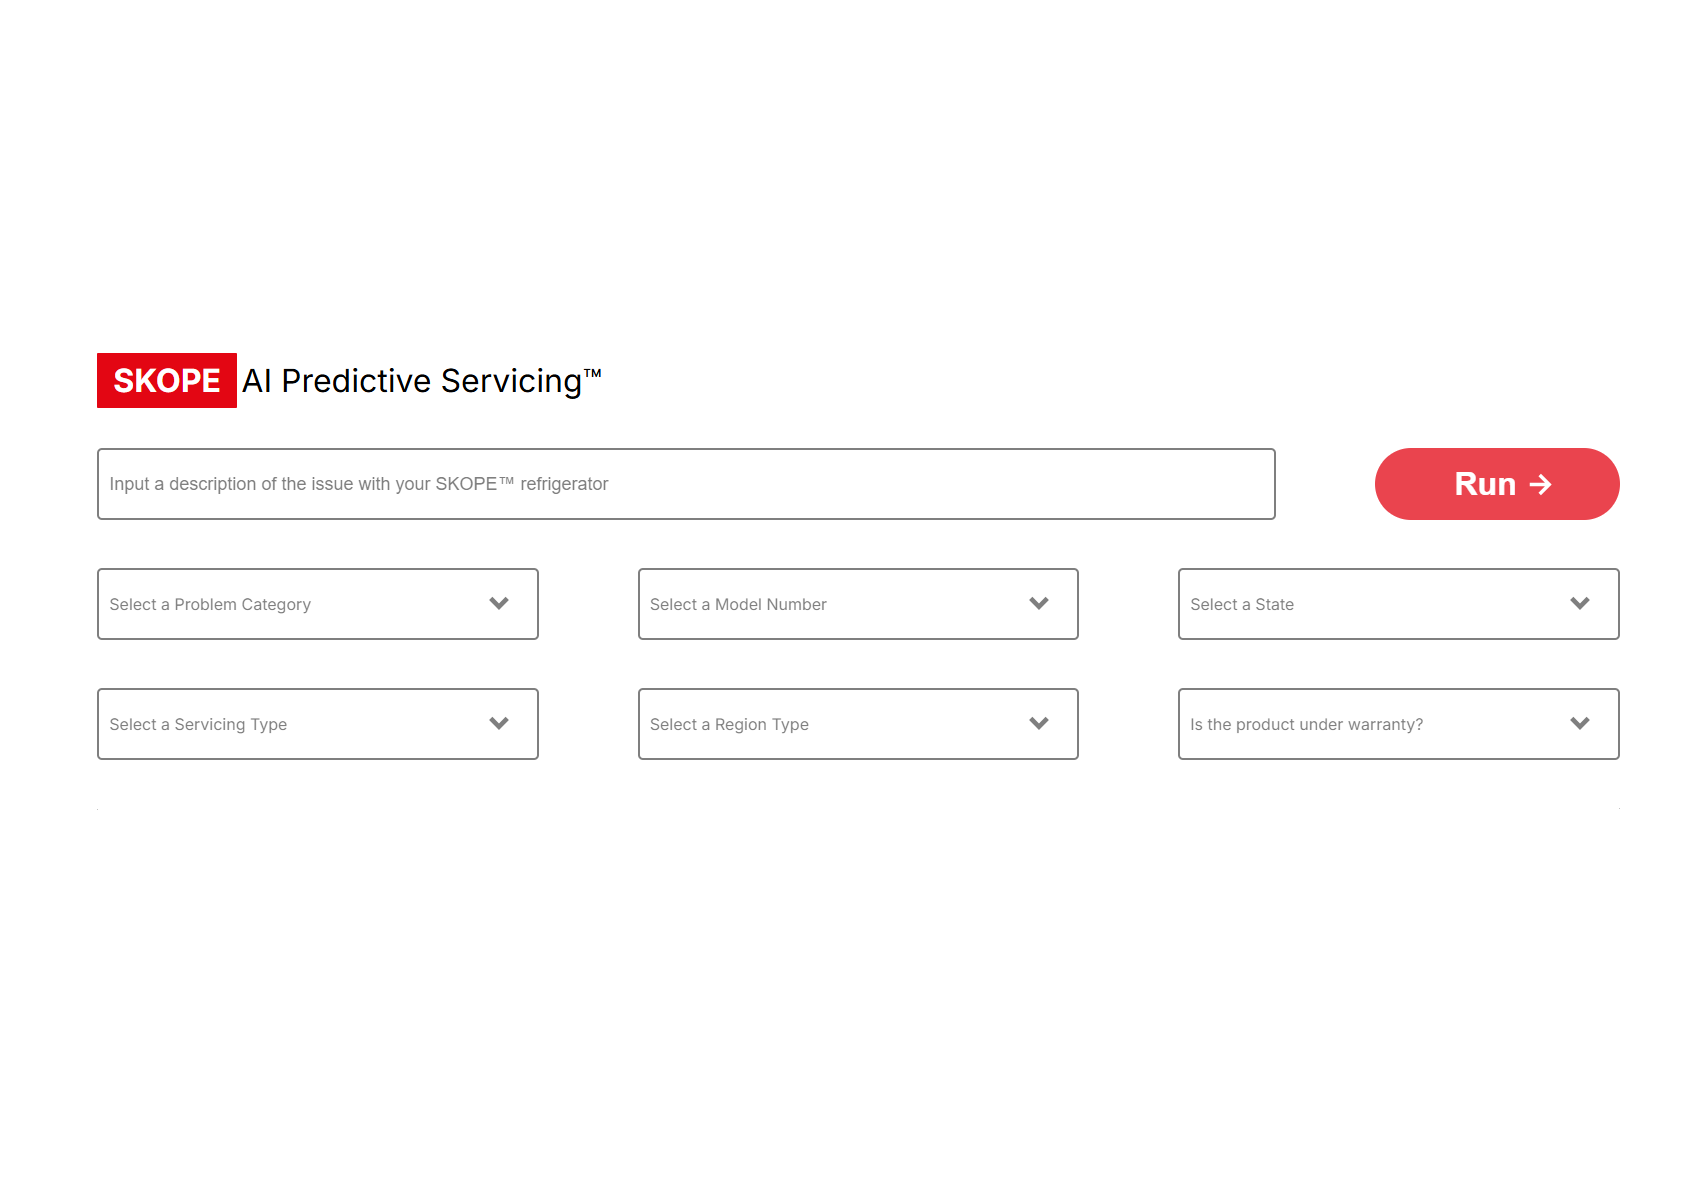 SKOPE AI Predictive Servicing™
Input a description of the issue with your SKOPE™ refrigerator
Run →
Select a Problem Category
Select a Model Number
Select a State
Select a Servicing Type
Select a Region Type
Is the product under warranty?